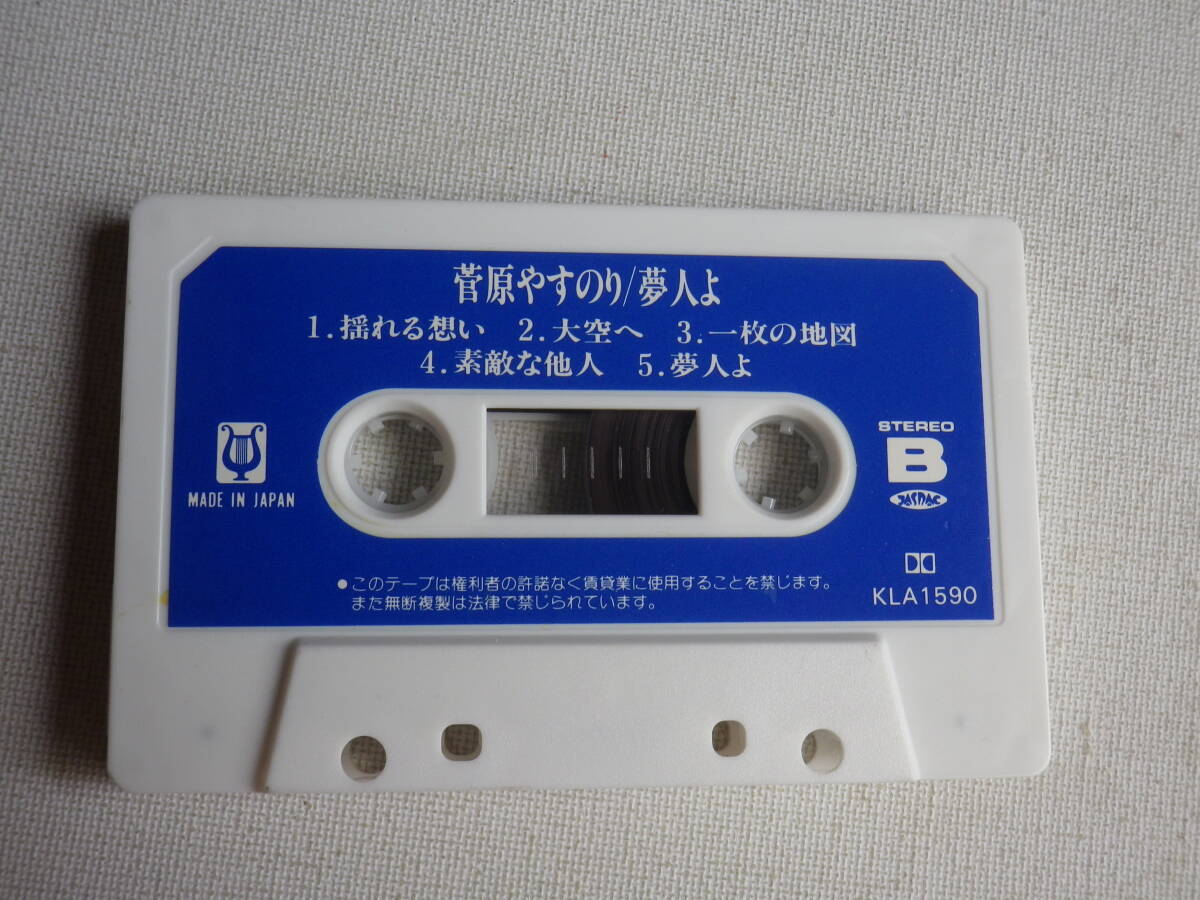 菅原やすのり/夢人よ
1.揺れる想い 2.大空へ 3.一枚の地図
4.素敵な他人 5.夢人よ
MADE IN JAPAN
STEREO
B
JASRAC
●このテープは権利者の許諾なく賃貸業に使用することを禁じます。
また無断複製は法律で禁じられています。
KLA1590